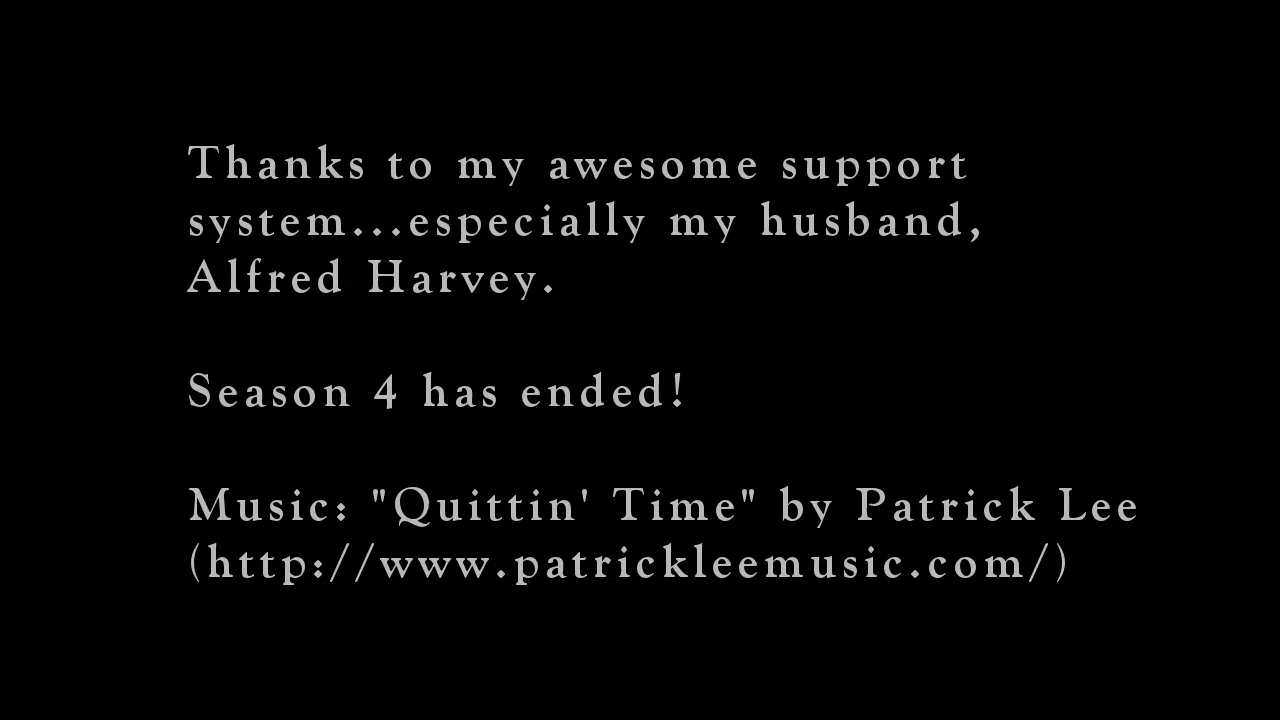 Thanks to my awesome support
system...especially my husband,
Alfred Harvey.
Season 4 has ended!
Music: "Quittin' Time" by Patrick Lee
(http://www.patrickleemusic.com/)